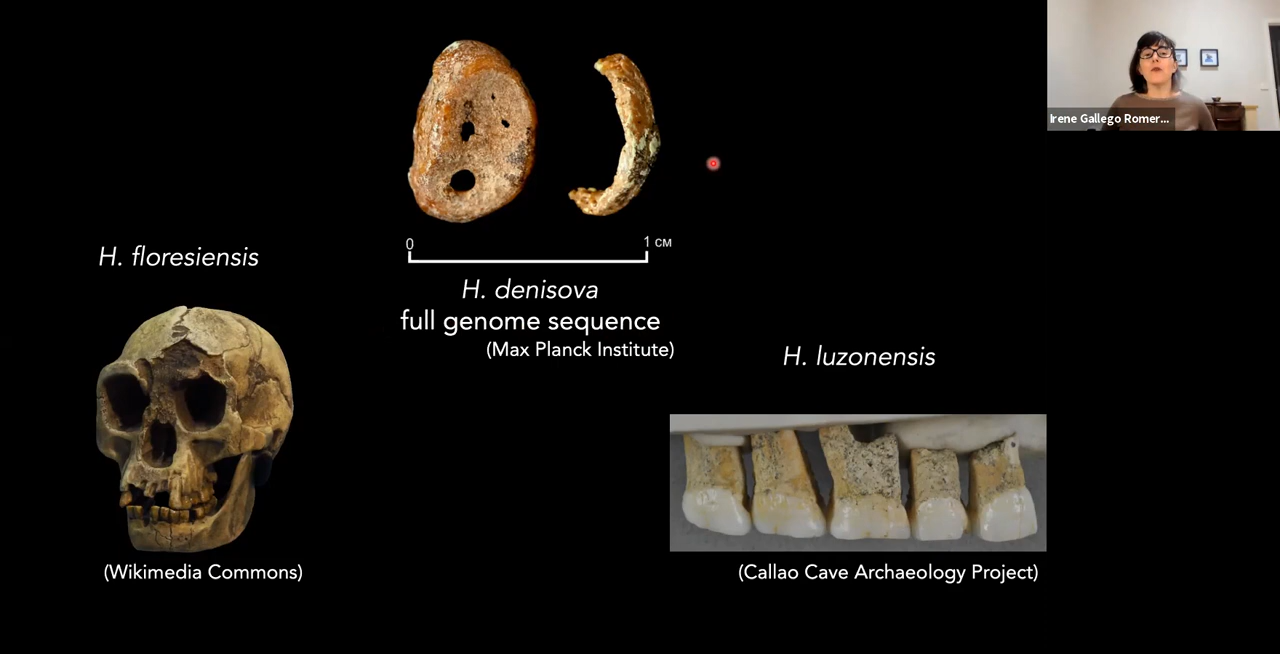 Irene Gallego Romer...
0
1 см
H. floresiensis
H. denisova
full genome sequence
(Max Planck Institute)
H. luzonensis
(Wikimedia Commons)
(Callao Cave Archaeology Project)